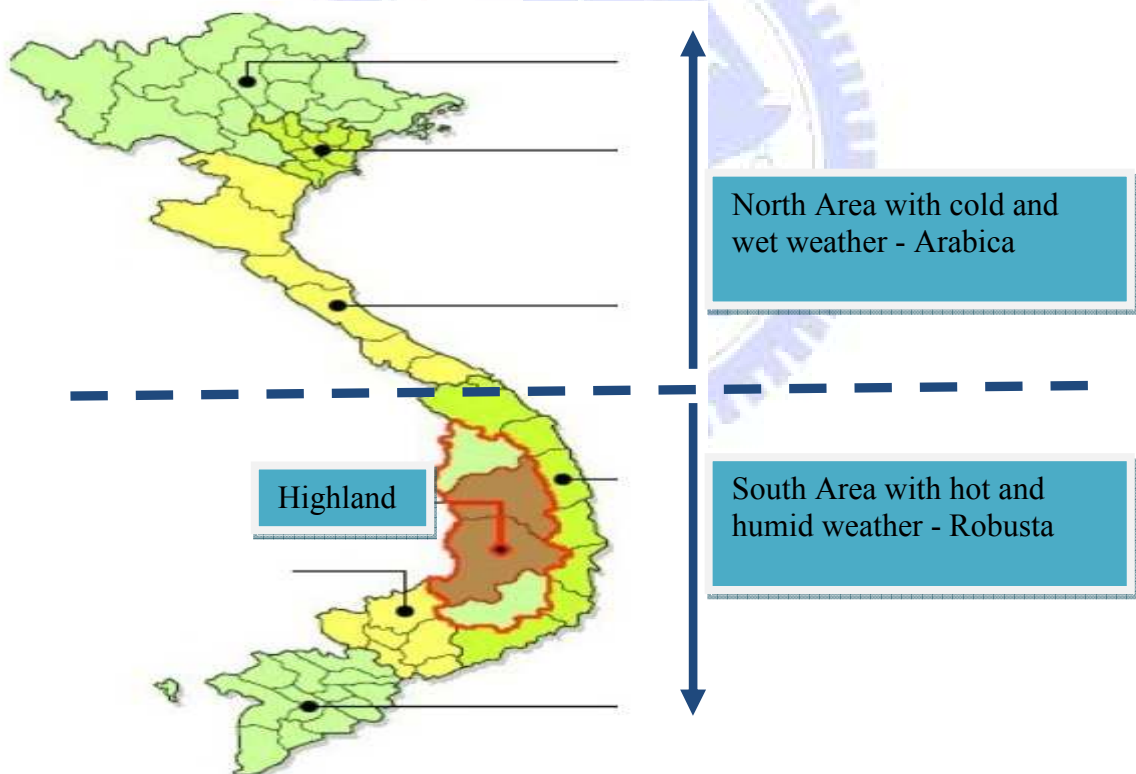 North Area with cold and
wet weather - Arabica
Highland
South Area with hot and
humid weather - Robusta